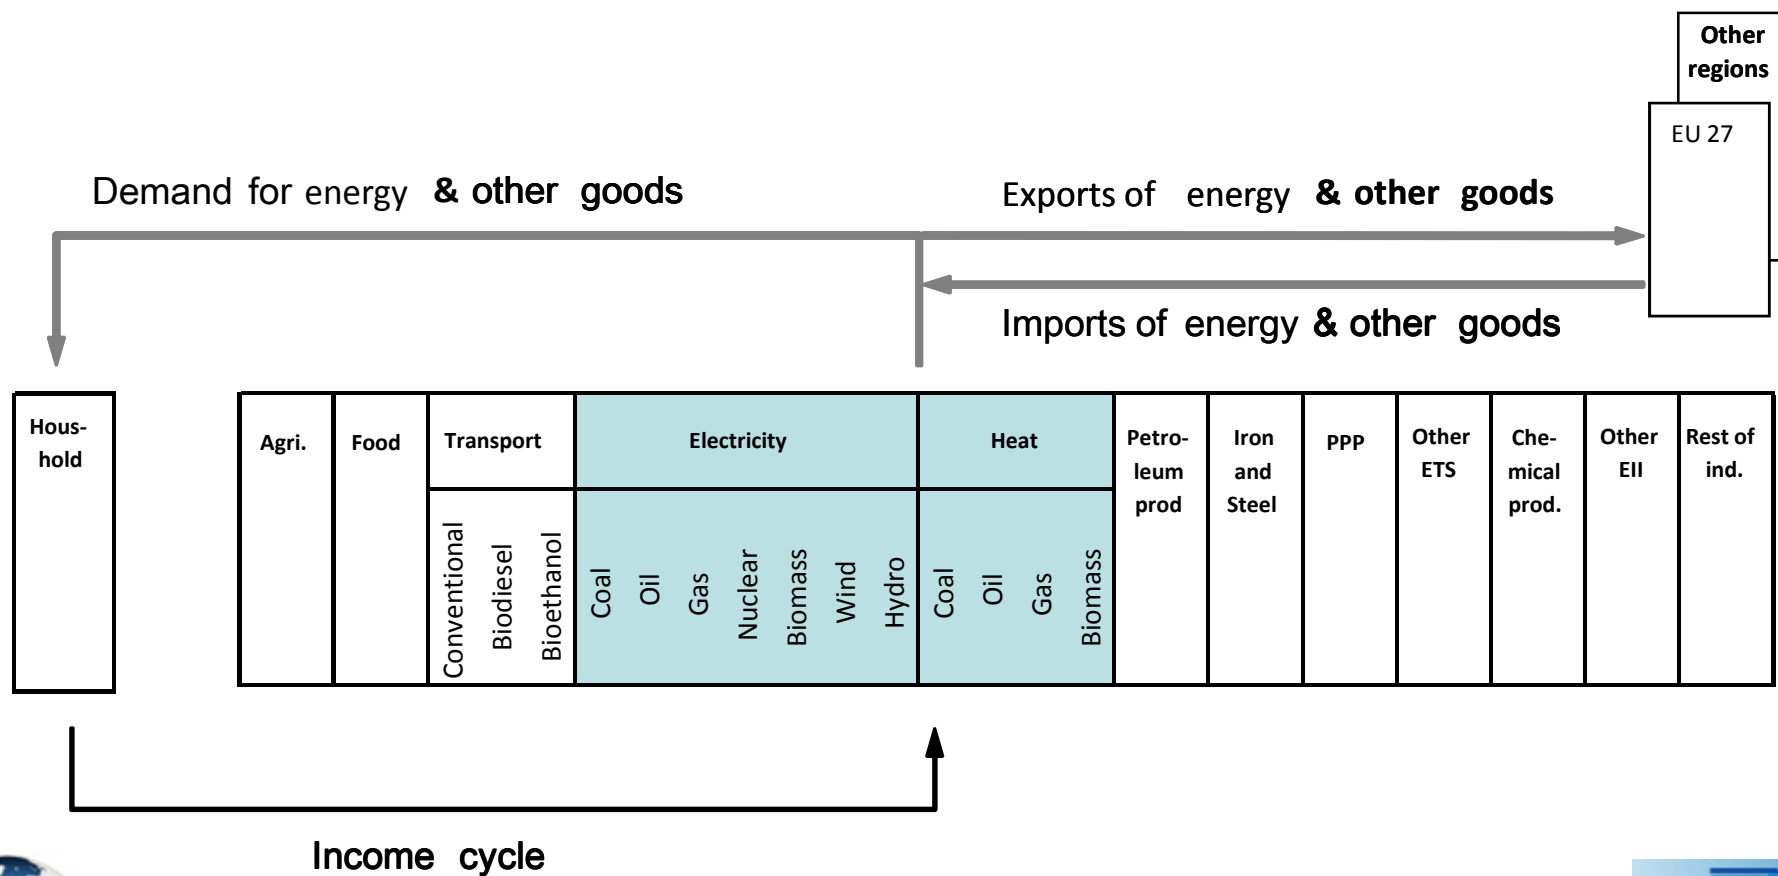 Other
regions
EU 27
Demand for energy & other goods
Exports of energy & other goods
Imports of energy & other goods
Hous-
hold
Agri.
Food
Transport
Electricity
Heat
Petro-
leum
prod
Iron
and
Steel
PPP
Other
ETS
Che-
mical
prod.
Other
EII
Rest of
ind.
Conventional
Biodiesel
Bioethanol
Coal
Oil
Gas
Nuclear
Biomass
Wind
Hydro
Coal
Oil
Gas
Biomass
Income cycle